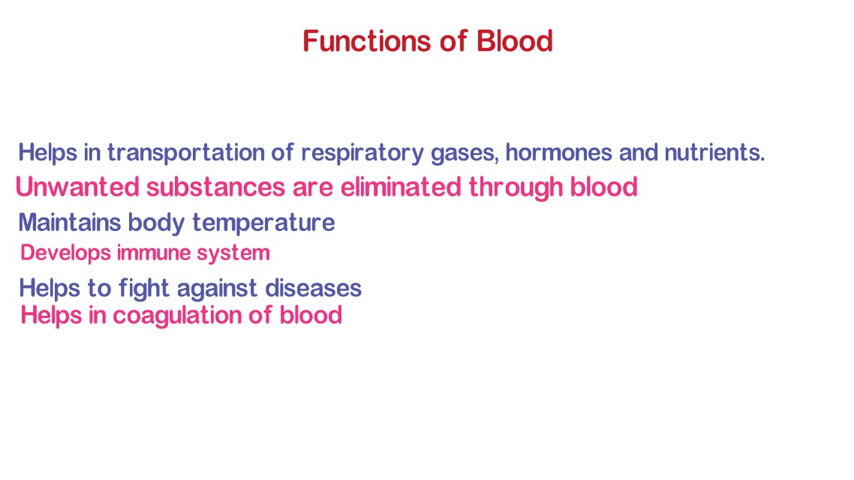 Functions of Blood
Helps in transportation of respiratory gases, hormones and nutrients.
Unwanted substances are eliminated through blood
Maintains body temperature
Develops immune system
Helps to fight against diseases
Helps in coagulation of blood